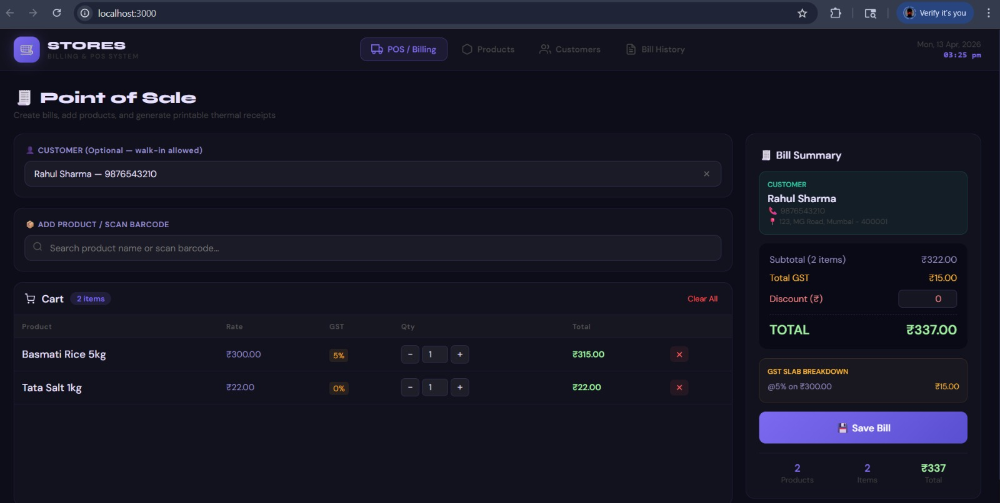 localhost:3000
Verify it's you
STORES
BILLING & POS SYSTEM
POS / Billing
Products
Customers
Bill History
Mon, 13 Apr, 2026
03:25 pm
Point of Sale
Create bills, add products, and generate printable thermal receipts
CUSTOMER (Optional — walk-in allowed)
Rahul Sharma — 9876543210
ADD PRODUCT / SCAN BARCODE
Search product name or scan barcode...
Cart 2 items Clear All
Product Rate GST Qty Total
Basmati Rice 5kg ₹300.00 5% − 1 + ₹315.00 ×
Tata Salt 1kg ₹22.00 0% − 1 + ₹22.00 ×
Bill Summary
CUSTOMER
Rahul Sharma
9876543210
123, MG Road, Mumbai - 400001
Subtotal (2 items) ₹322.00
Total GST ₹15.00
Discount (₹) 0
TOTAL ₹337.00
GST SLAB BREAKDOWN
@5% on ₹300.00 ₹15.00
Save Bill
2 2 ₹337
Products Items Total